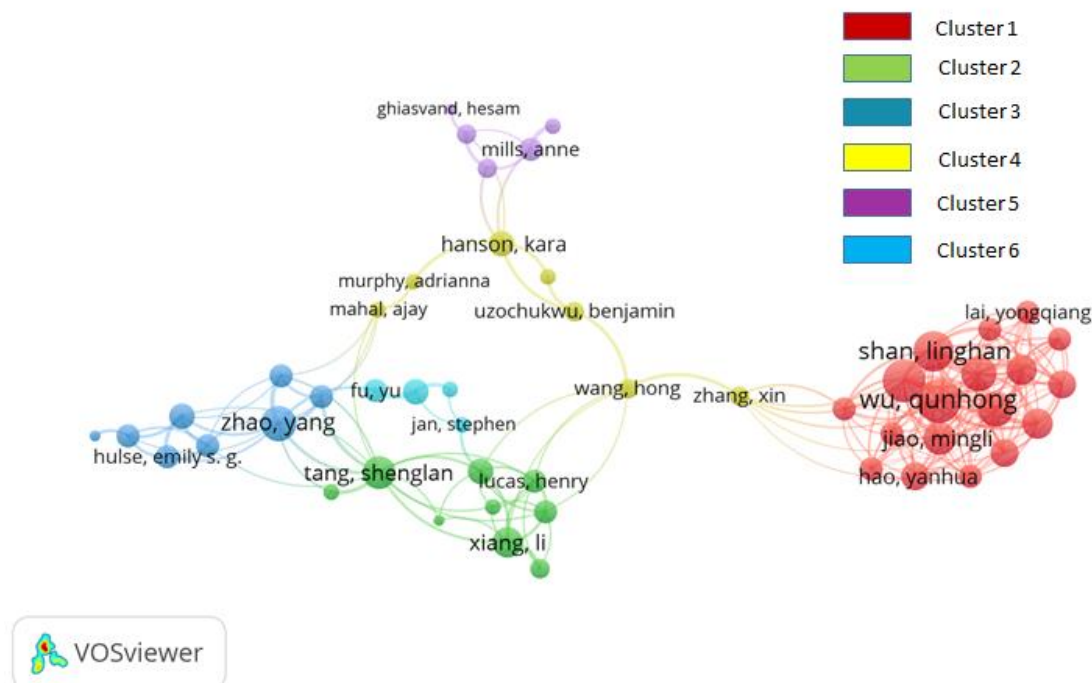 Cluster 1
Cluster 2
Cluster 3
Cluster 4
Cluster 5
Cluster 6
ghiasvand, hesam
mills, anne
hanson, kara
murphy, adrianna
mahal, ajay
uzochukwu, benjamin
lai, yongqiang
shan, linghan
fu, yu
wang, hong
zhang, xin
wu, qunhong
zhao, yang
jan, stephen
jiao, mingli
hulse, emily s. g.
tang, shenglan
lucas, henry
hao, yanhua
xiang, li
VOSviewer